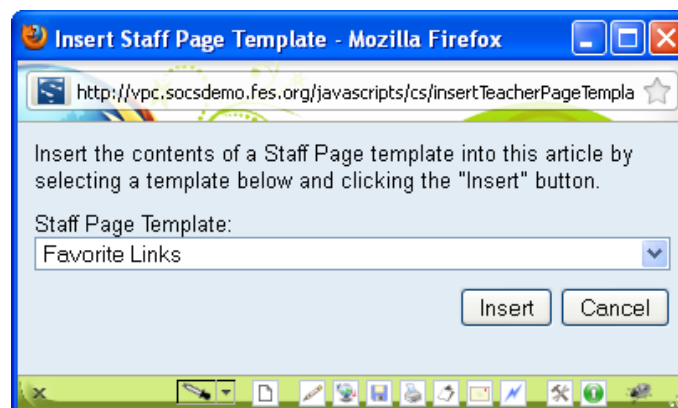 Insert Staff Page Template - Mozilla Firefox
http://vpc.socsdemo.fes.org/javascripts/cs/insertTeacherPageTempla
Insert the contents of a Staff Page template into this article by
selecting a template below and clicking the "Insert" button.
Staff Page Template:
Favorite Links
Insert Cancel